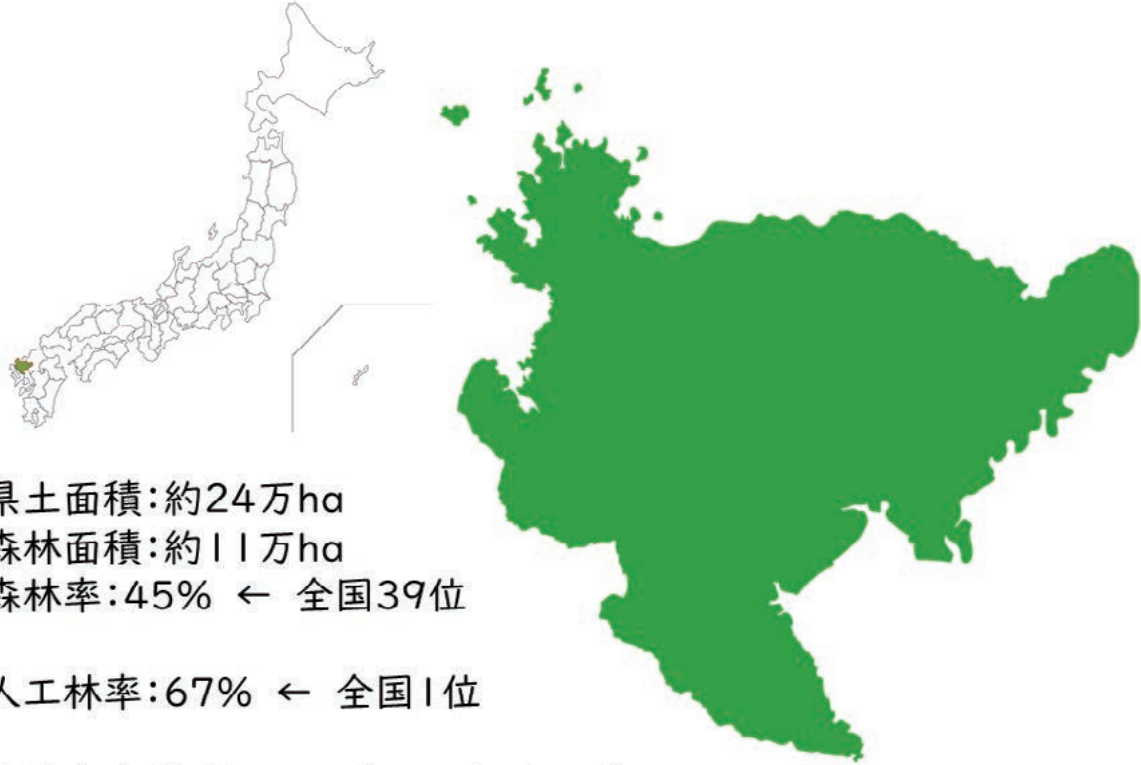 県土面積：約24万ha
森林面積：約11万ha
森林率：45% ← 全国39位
人工林率：67% ← 全国1位